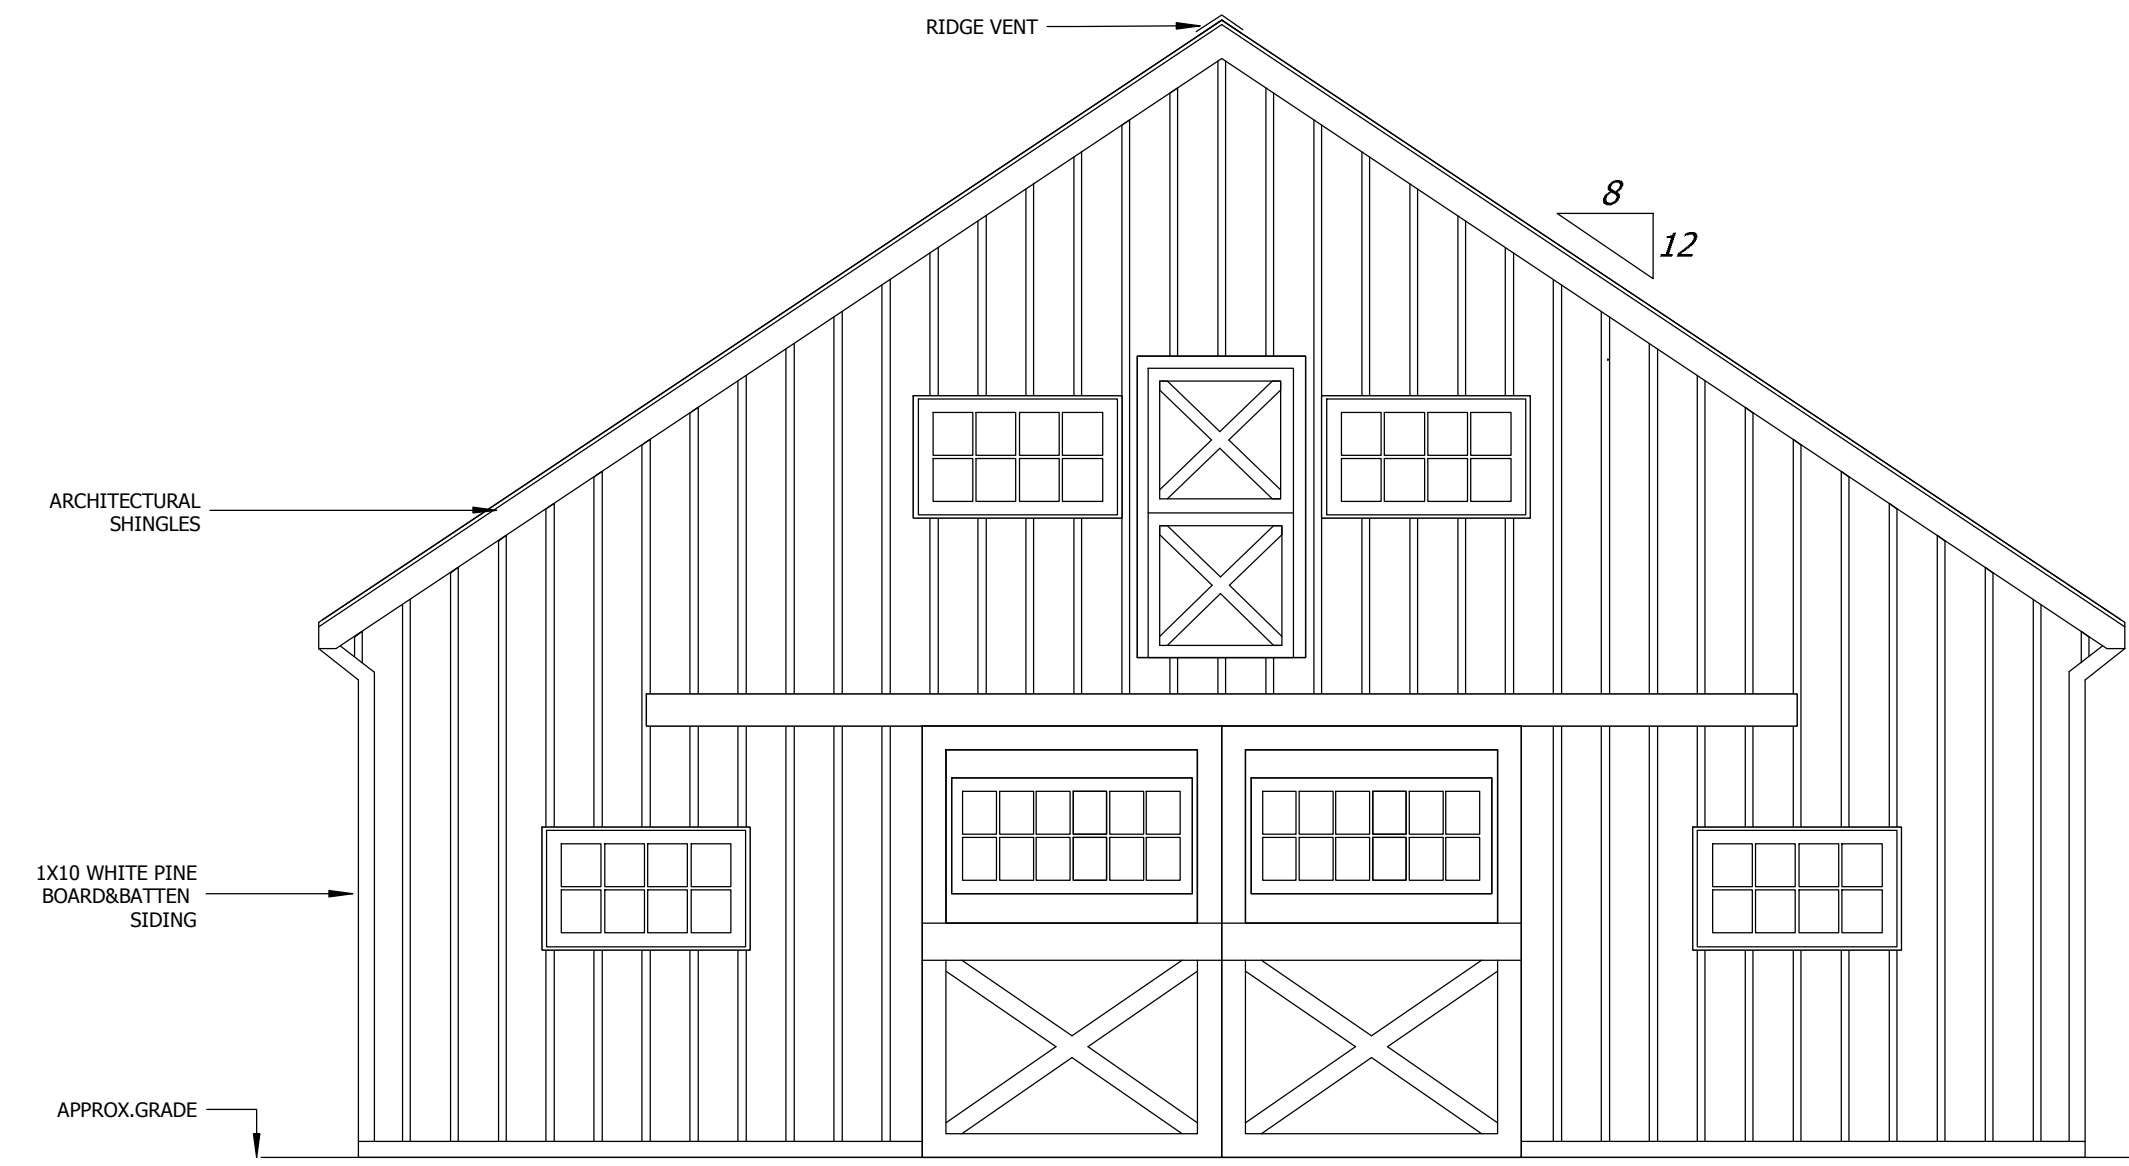 RIDGE VENT
8
12
ARCHITECTURAL
SHINGLES
1X10 WHITE PINE
BOARD&BATTEN
SIDING
APPROX.GRADE